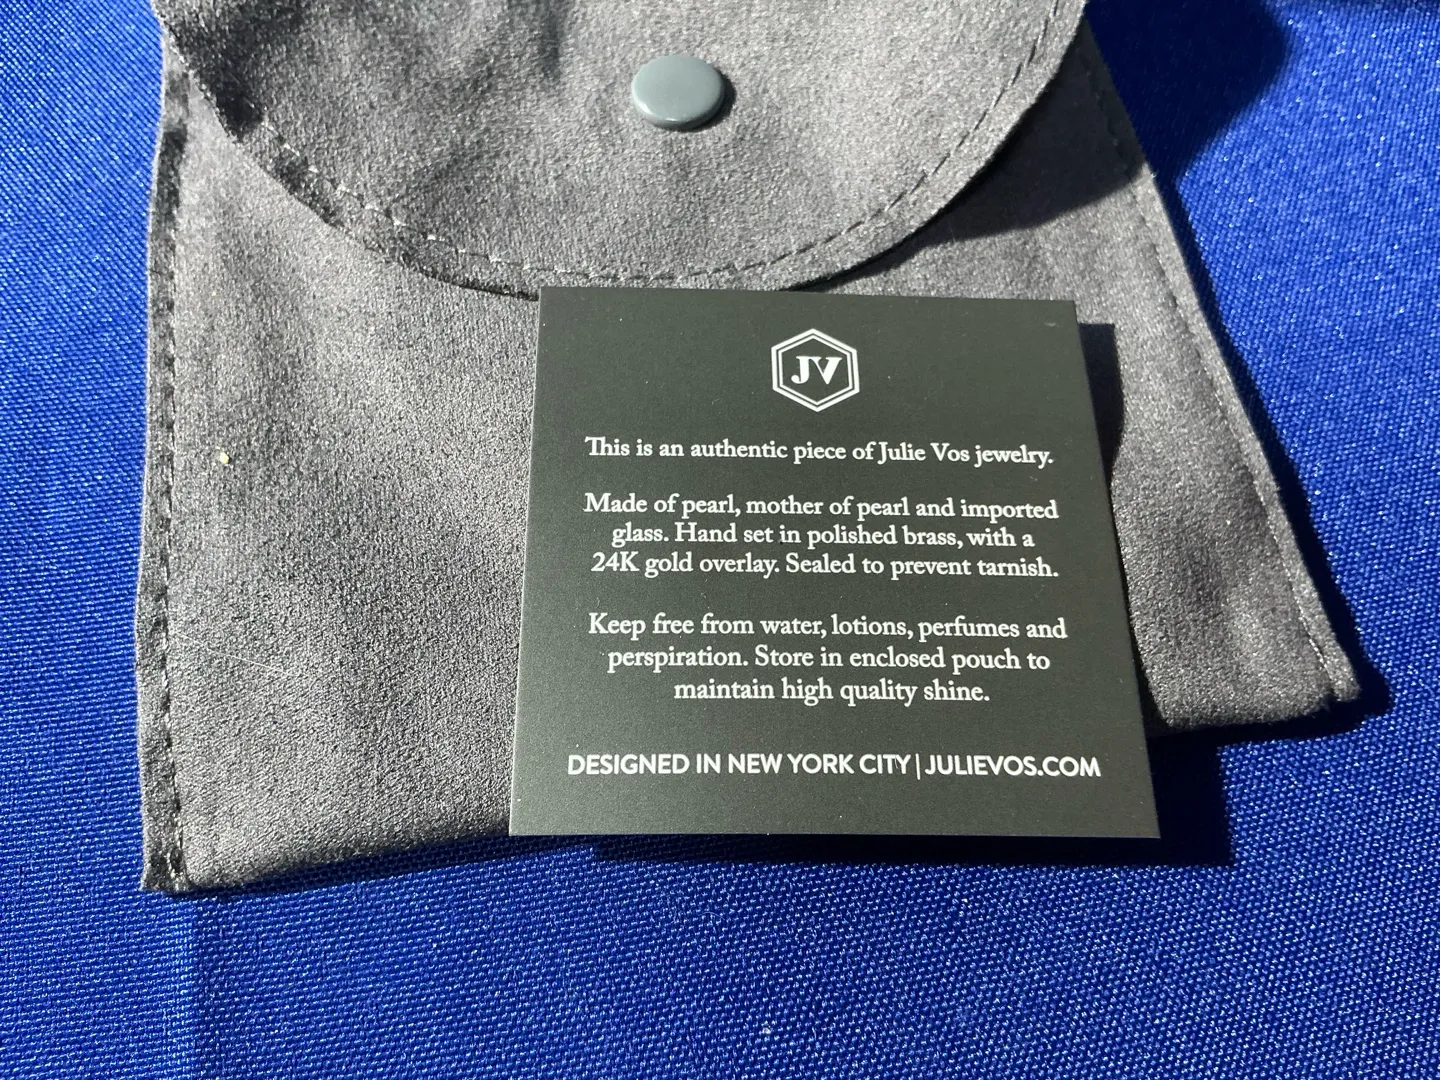 JV
This is an authentic piece of Julie Vos jewelry.
Made of pearl, mother of pearl and imported
glass. Hand set in polished brass, with a
24K gold overlay. Sealed to prevent tarnish.
Keep free from water, lotions, perfumes and
perspiration. Store in enclosed pouch to
maintain high quality shine.
DESIGNED IN NEW YORK CITY | JULIEVOS.COM